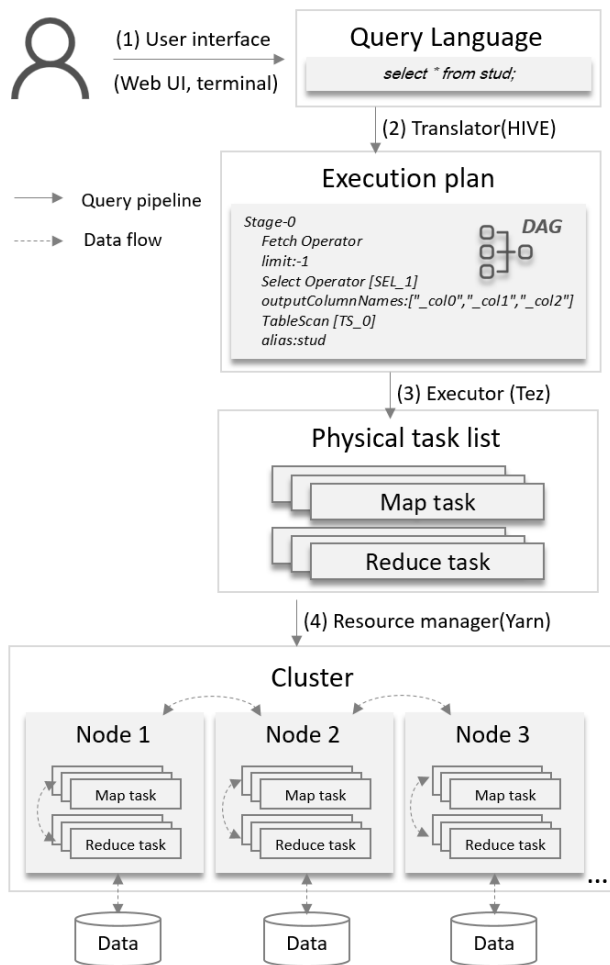 (1) User interface
(Web UI, terminal)
Query Language
select * from stud;
(2) Translator(HIVE)
Query pipeline
Data flow
Execution plan
Stage-0
Fetch Operator
limit:-1
Select Operator [SEL_1]
outputColumnNames:["_col0","_col1","_col2"]
TableScan [TS_0]
alias:stud
DAG
(3) Executor (Tez)
Physical task list
Map task
Reduce task
(4) Resource manager(Yarn)
Cluster
Node 1
Map task
Reduce task
Node 2
Map task
Reduce task
Node 3
Map task
Reduce task
...
Data
Data
Data